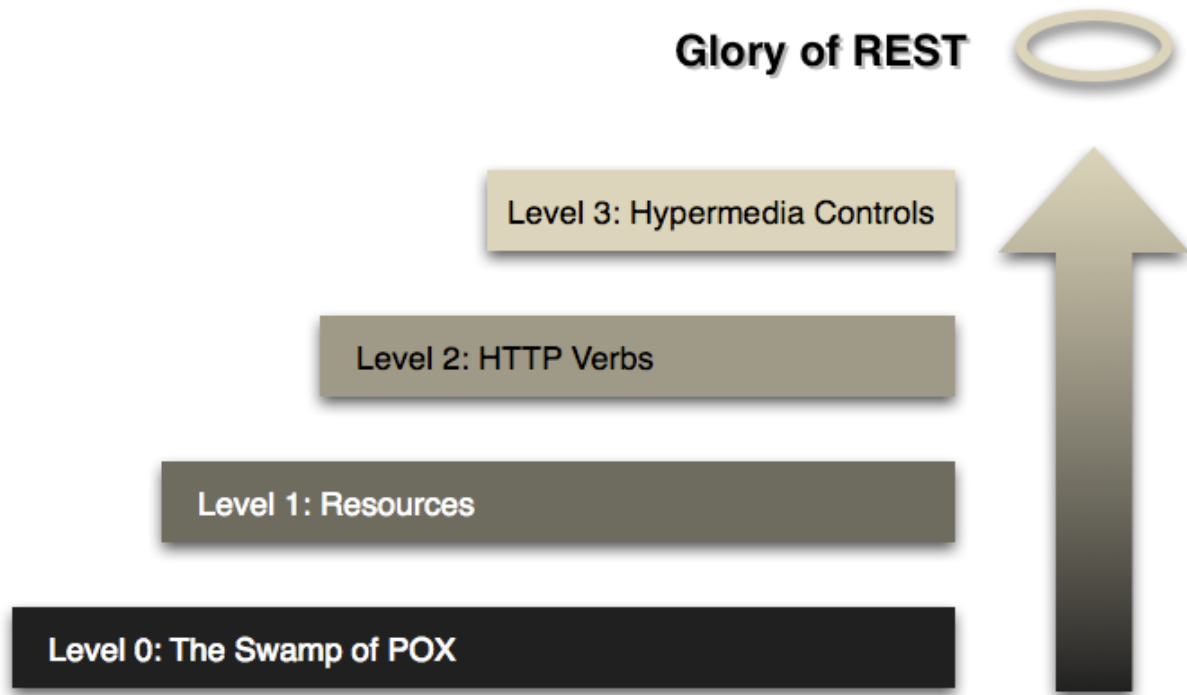 Glory of REST
Level 3: Hypermedia Controls
Level 2: HTTP Verbs
Level 1: Resources
Level 0: The Swamp of POX